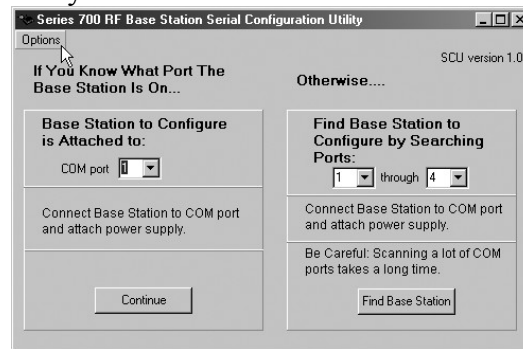 Series 700 RF Base Station Serial Configuration Utility
Options
SCU version 1.0
If You Know What Port The
Base Station Is On...
Otherwise....
Base Station to Configure
is Attached to:
COM port 1
Connect Base Station to COM port
and attach power supply.
Continue
Find Base Station to
Configure by Searching
Ports:
1 through 4
Connect Base Station to COM port
and attach power supply.
Be Careful: Scanning a lot of COM
ports takes a long time.
Find Base Station